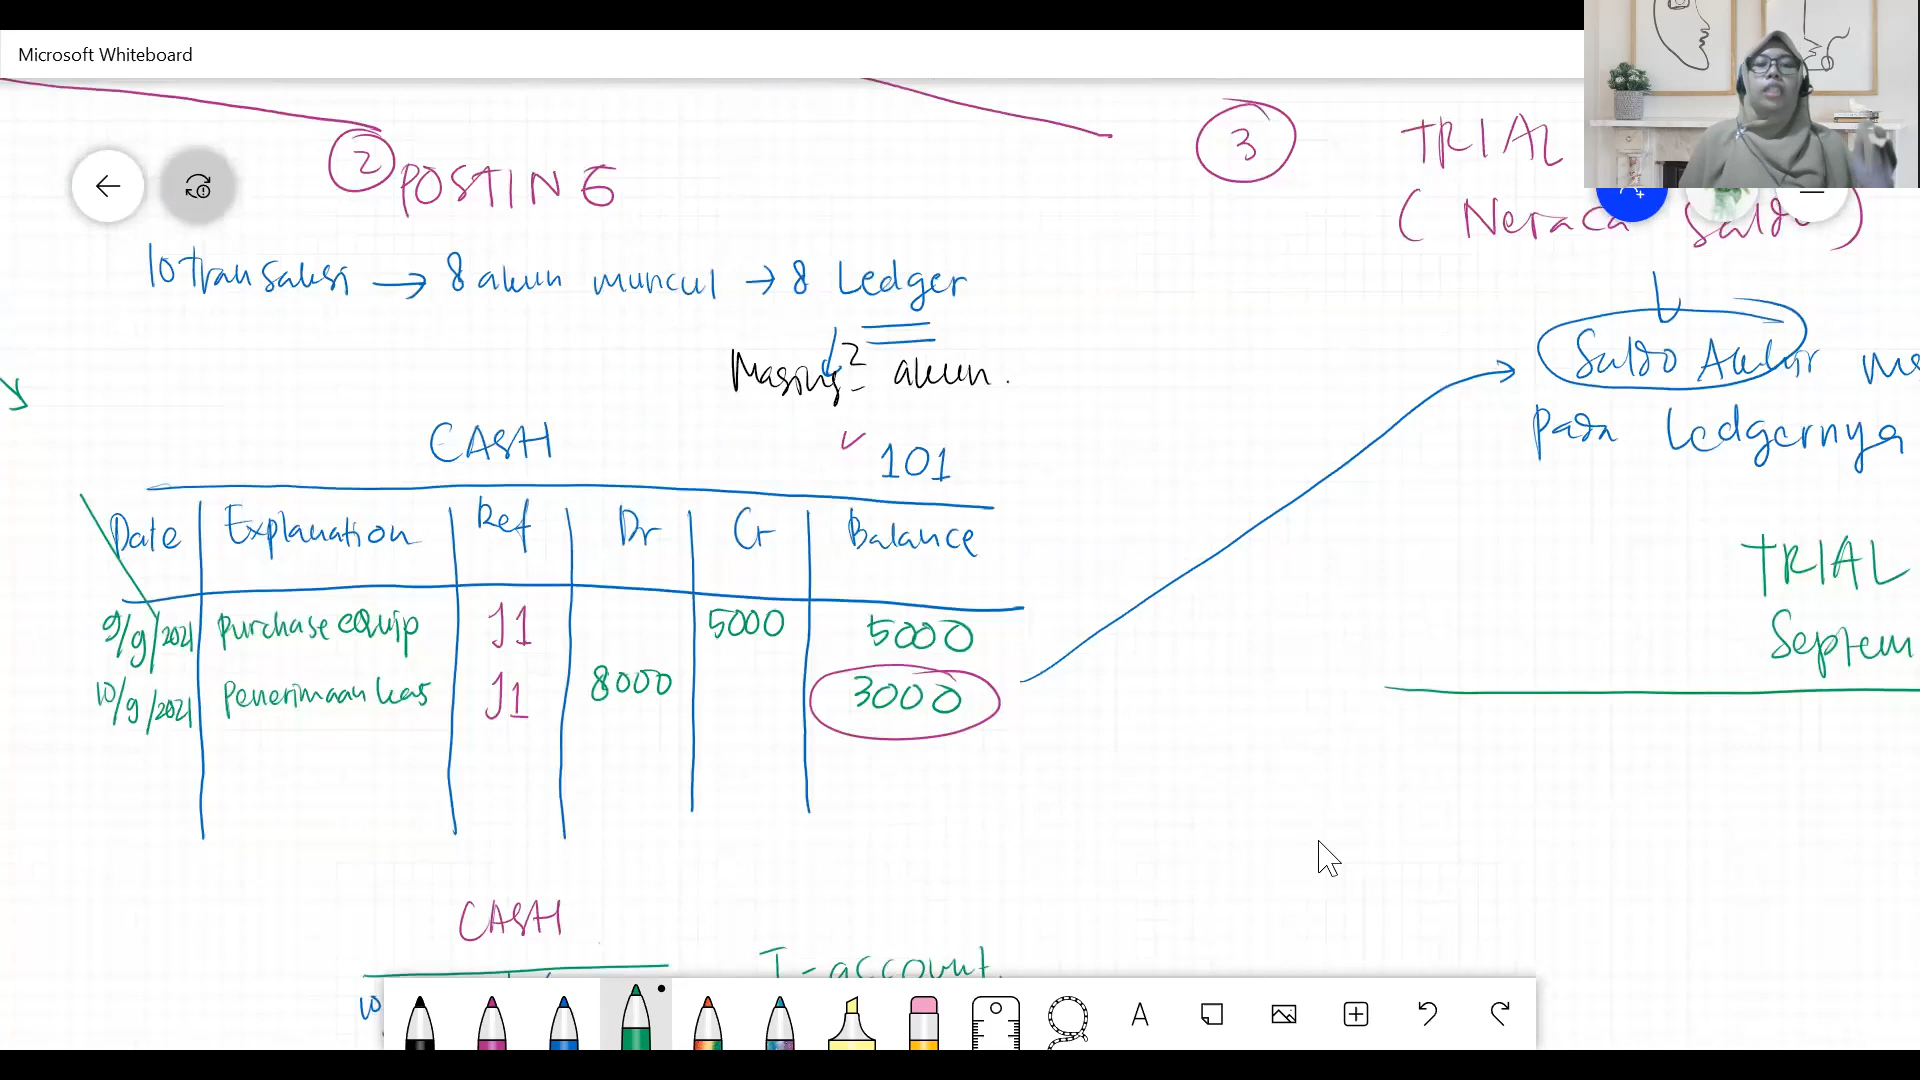 Microsoft Whiteboard
2 POSTING
10 transaksi → 8 akun muncul → 8 Ledger
Masing² akun.
CASH
101
Date Explanation Ref Dr Cr Balance
9/9/2021 purchase equip J1 5000 5000
10/9/2021 Penerimaan kas J1 8000 3000
CASH
T-account
10
3 TRIAL
(Neraca Saldo)
Saldo Akhir
pada Ledgernya
TRIAL
Septem
A